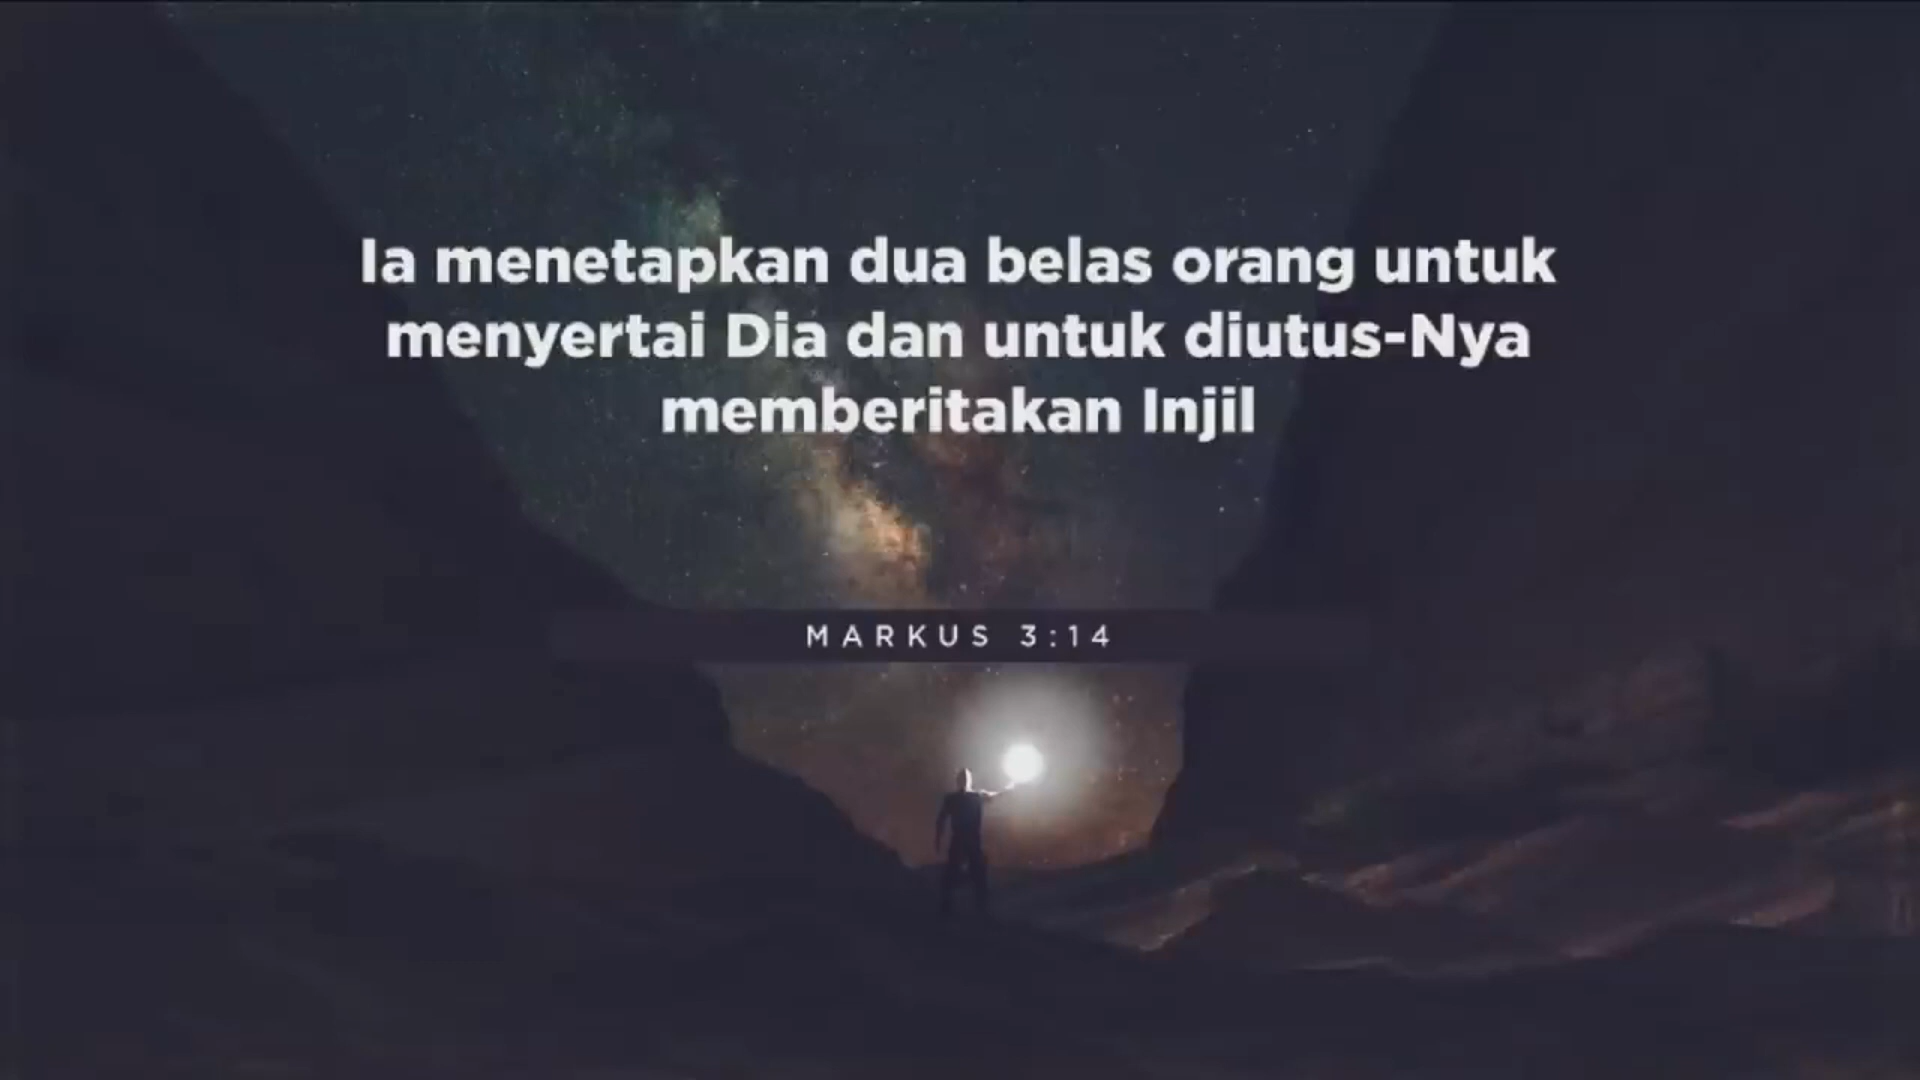 Ia menetapkan dua belas orang untuk
menyertai Dia dan untuk diutus-Nya
memberitakan Injil
MARKUS 3:14